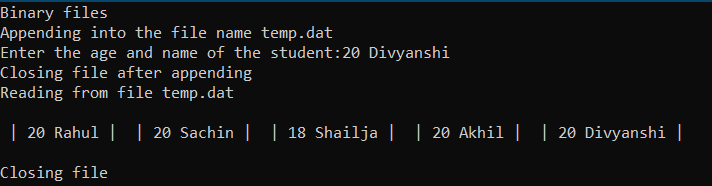 Binary files
Appending into the file name temp.dat
Enter the age and name of the student:20 Divyanshi
Closing file after appending
Reading from file temp.dat
| 20 Rahul |  | 20 Sachin |  | 18 Shailja |  | 20 Akhil |  | 20 Divyanshi |
Closing file